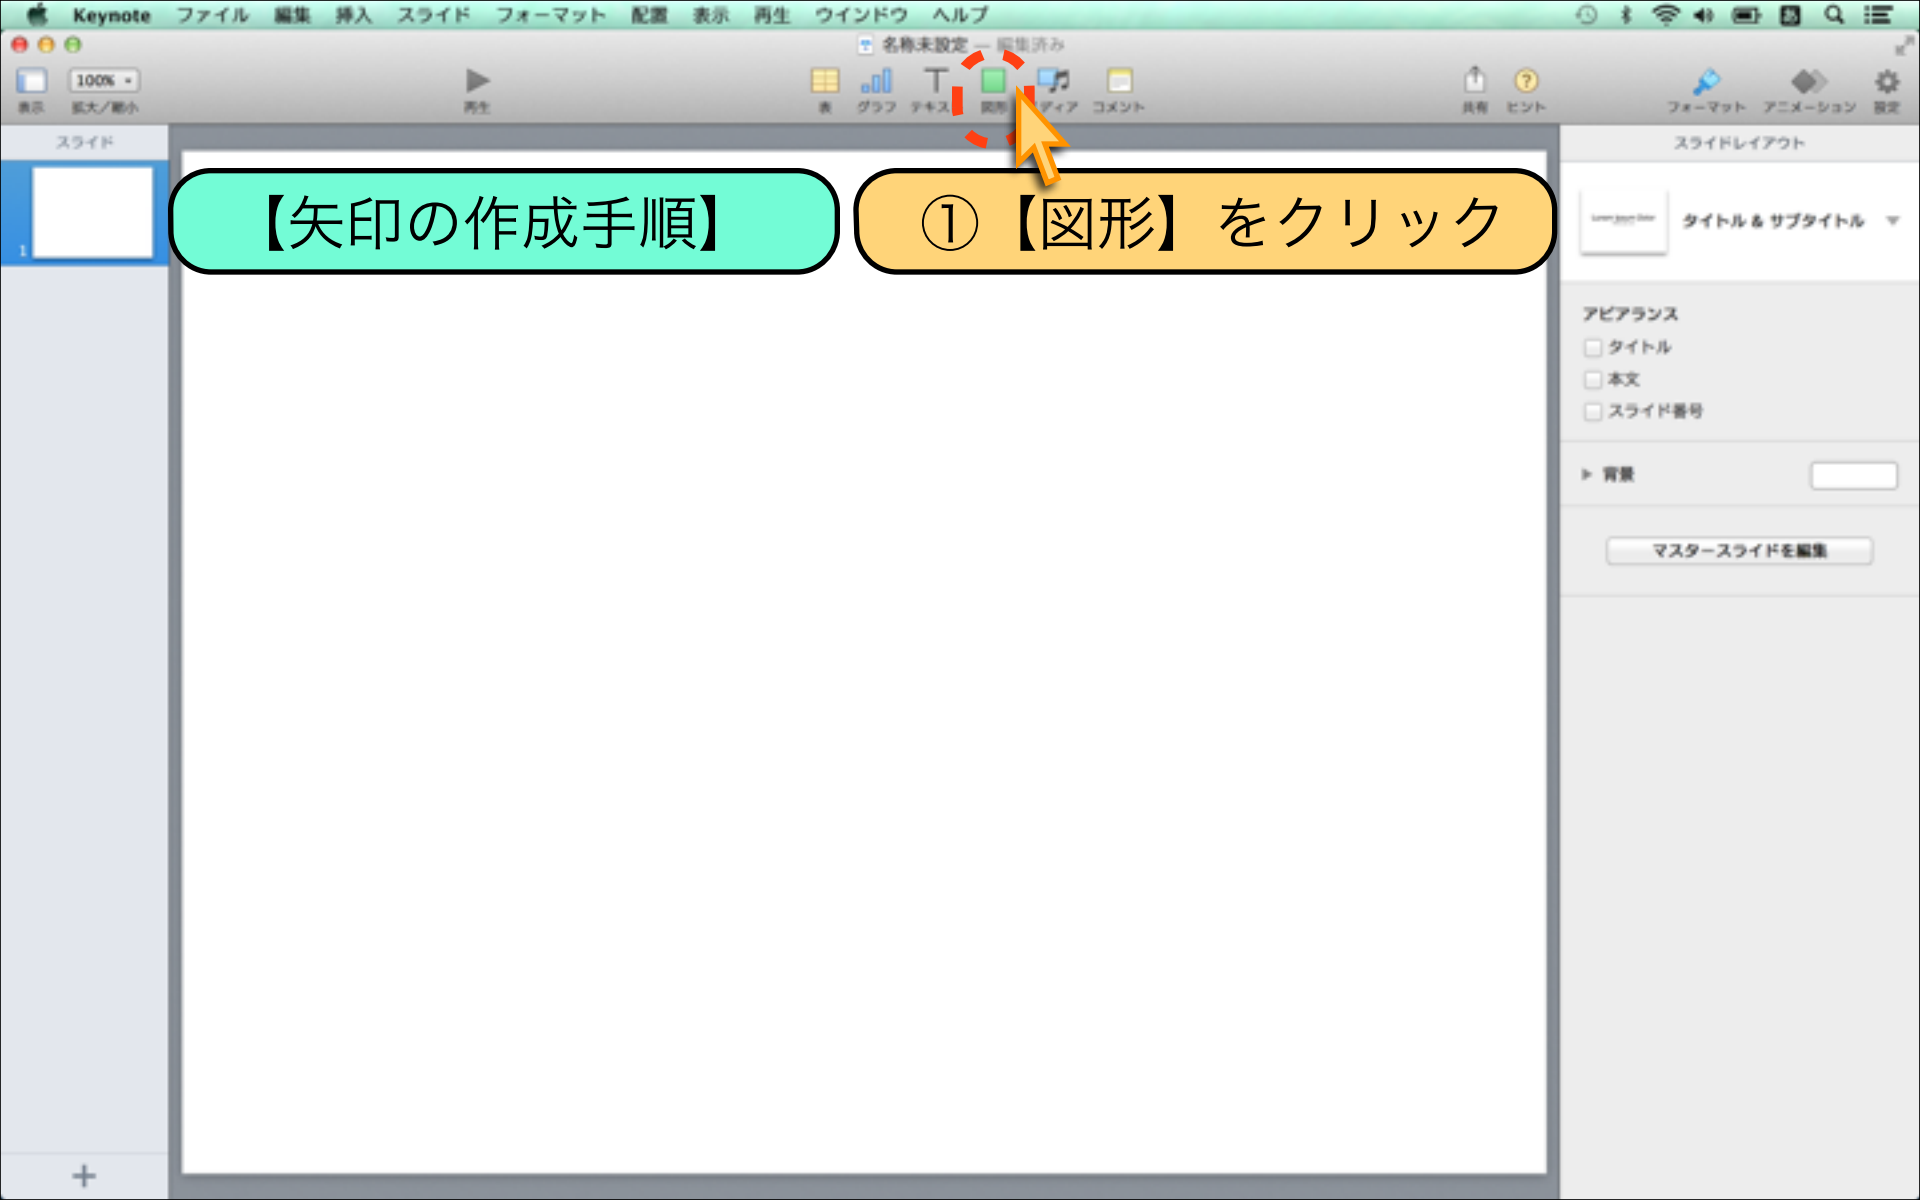 Keynote ファイル 編集 挿入 スライド フォーマット 配置 表示 再生 ウインドウ ヘルプ
名称未設定 — 編集済み
100%
表示 拡大/縮小 再生 表 グラフ テキス 図形 ディア コメント 共有 ヒント フォーマット アニメーション 設定
スライド
スライドレイアウト
【矢印の作成手順】
①【図形】をクリック
タイトル & サブタイトル
1
アピアランス
タイトル
本文
スライド番号
背景
マスタースライドを編集